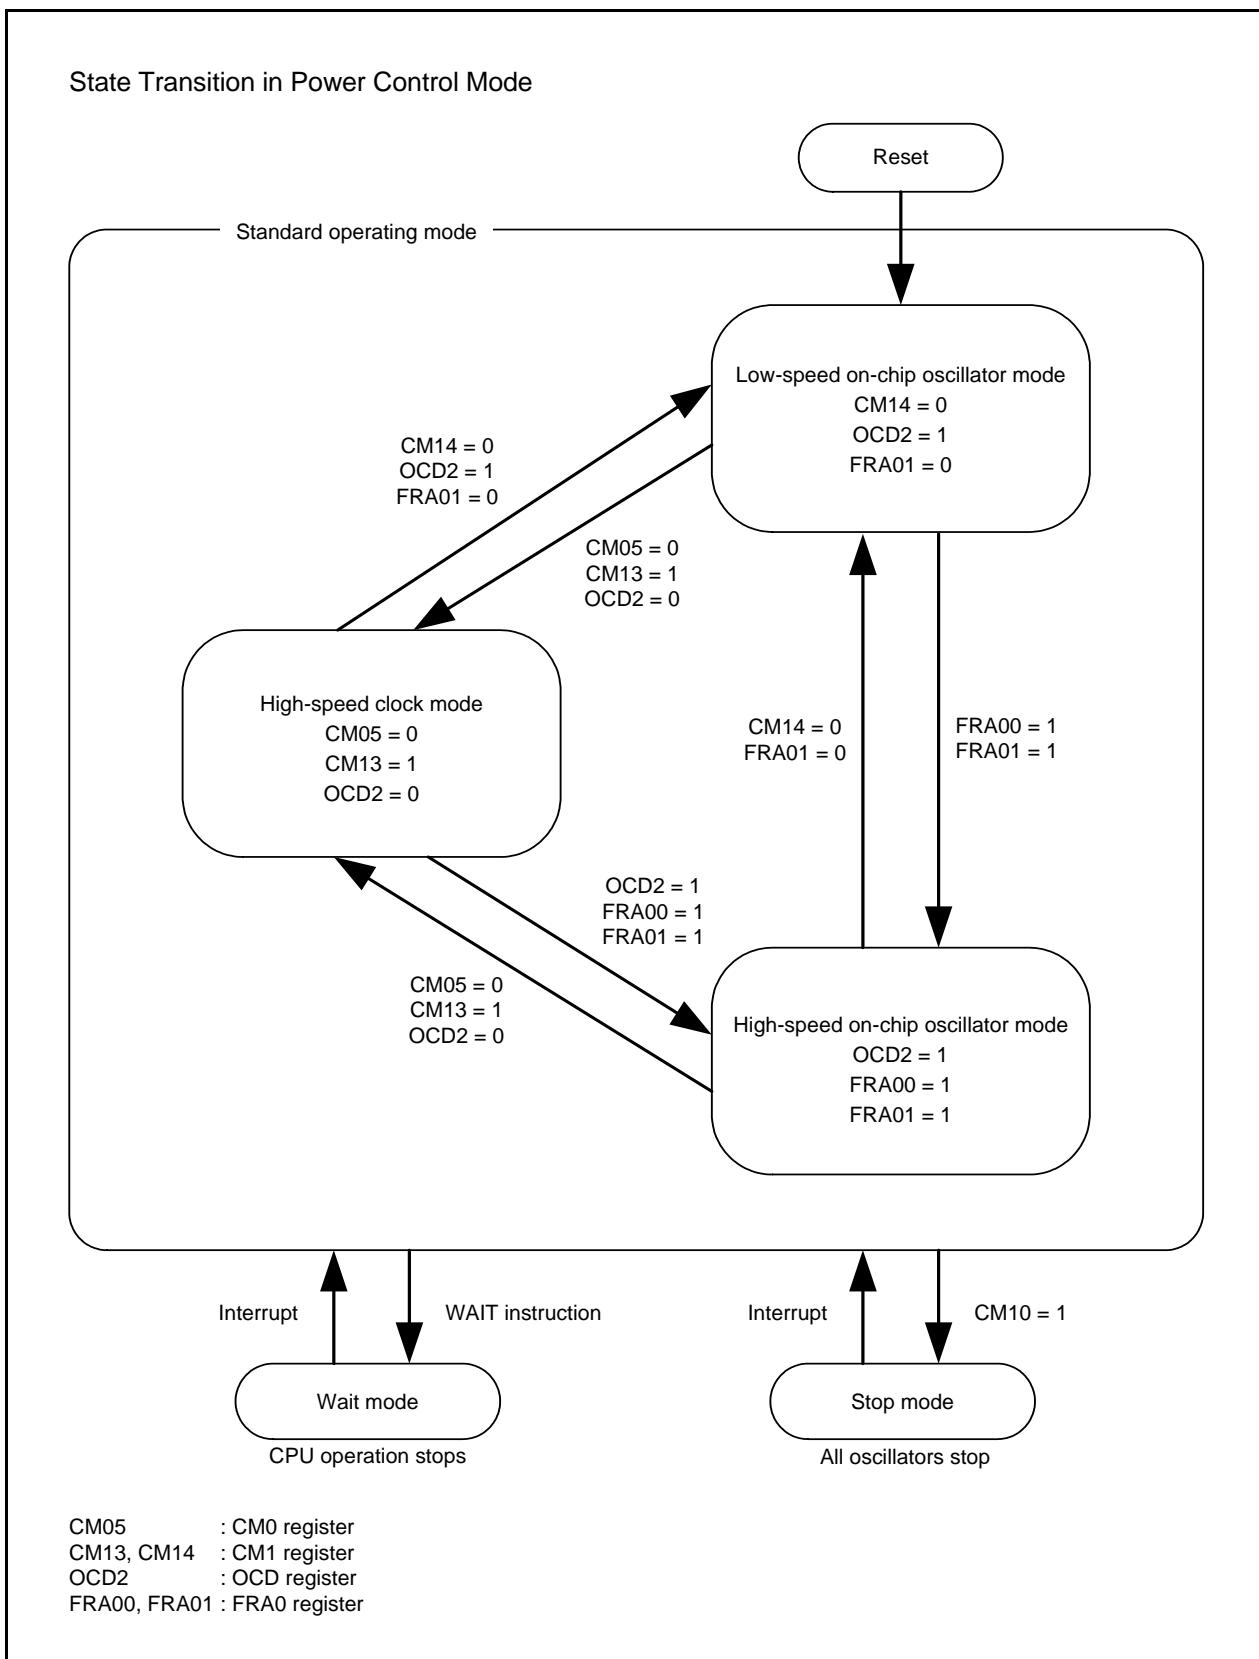 State Transition in Power Control Mode
Reset
Standard operating mode
Low-speed on-chip oscillator mode
CM14 = 0
OCD2 = 1
FRA01 = 0
CM14 = 0
OCD2 = 1
FRA01 = 0
CM05 = 0
CM13 = 1
OCD2 = 0
High-speed clock mode
CM05 = 0
CM13 = 1
OCD2 = 0
CM14 = 0
FRA01 = 0
FRA00 = 1
FRA01 = 1
OCD2 = 1
FRA00 = 1
FRA01 = 1
CM05 = 0
CM13 = 1
OCD2 = 0
High-speed on-chip oscillator mode
OCD2 = 1
FRA00 = 1
FRA01 = 1
Interrupt
WAIT instruction
Interrupt
CM10 = 1
Wait mode
Stop mode
CPU operation stops
All oscillators stop
CM05 : CM0 register
CM13, CM14 : CM1 register
OCD2 : OCD register
FRA00, FRA01 : FRA0 register